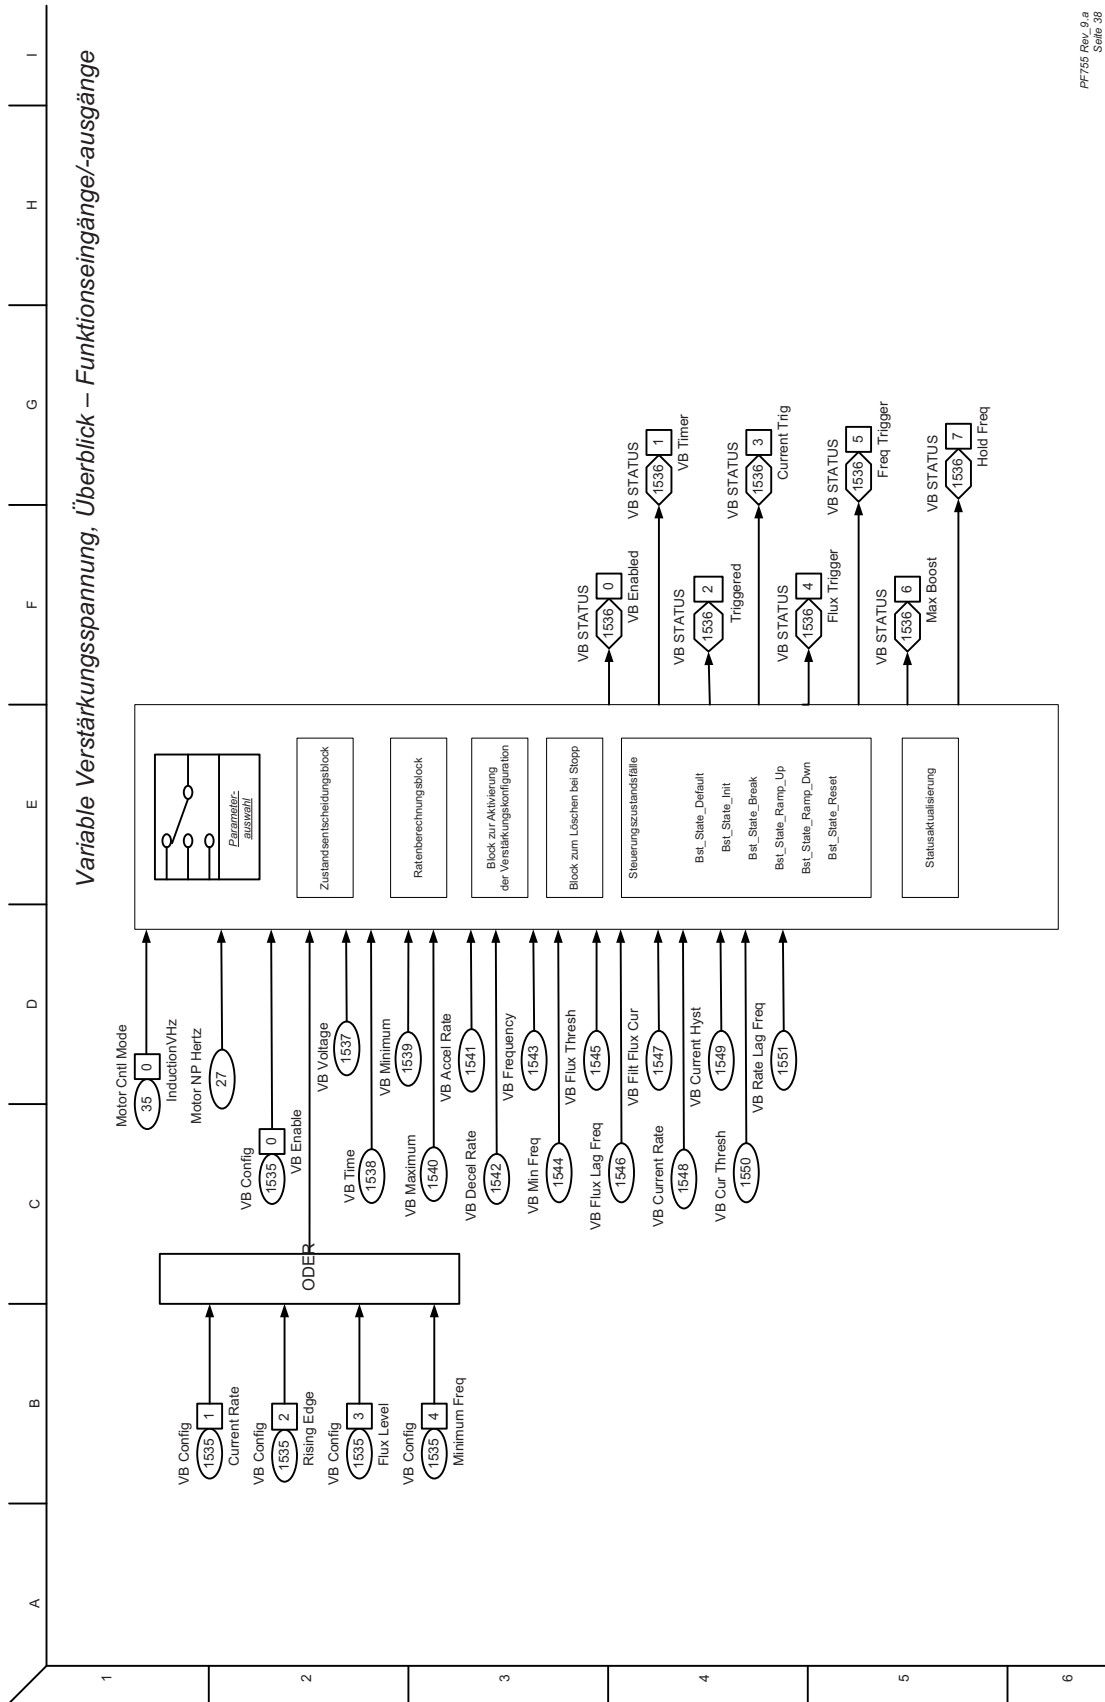 A
B
C
D
E
F
G
H
I
1
2
3
4
5
6
Variable Verstärkungsspannung, Überblick – Funktionseingänge/-ausgänge
VB Config
1535
1
Current Rate
VB Config
1535
2
Rising Edge
VB Config
1535
3
Flux Level
VB Config
1535
4
Minimum Freq
ODER
Motor Cntl Mode
35
0
InductionVHz
Motor NP Hertz
27
VB Config
1535
0
VB Enable
VB Voltage
1537
VB Time
1538
VB Minimum
1539
VB Maximum
1540
VB Accel Rate
1541
VB Decel Rate
1542
VB Frequency
1543
VB Min Freq
1544
VB Flux Thresh
1545
VB Flux Lag Freq
1546
VB Filt Flux Cur
1547
VB Current Rate
1548
VB Current Hyst
1549
VB Cur Thresh
1550
VB Rate Lag Freq
1551
Parameter-
auswahl
Zustandsentscheidungsblock
Ratenberechnungsblock
Block zur Aktivierung
der Verstärkungskonfiguration
Block zum Löschen bei Stopp
Steuerungszustandsfälle
Bst_State_Default
Bst_State_Init
Bst_State_Break
Bst_State_Ramp_Up
Bst_State_Ramp_Dwn
Bst_State_Reset
Statusaktualisierung
VB STATUS
1536
0
VB Enabled
VB STATUS
1536
1
VB Timer
VB STATUS
1536
2
Triggered
VB STATUS
1536
3
Current Trig
VB STATUS
1536
4
Flux Trigger
VB STATUS
1536
5
Freq Trigger
VB STATUS
1536
6
Max Boost
VB STATUS
1536
7
Hold Freq
PF755 Rev_9.a
Seite 38